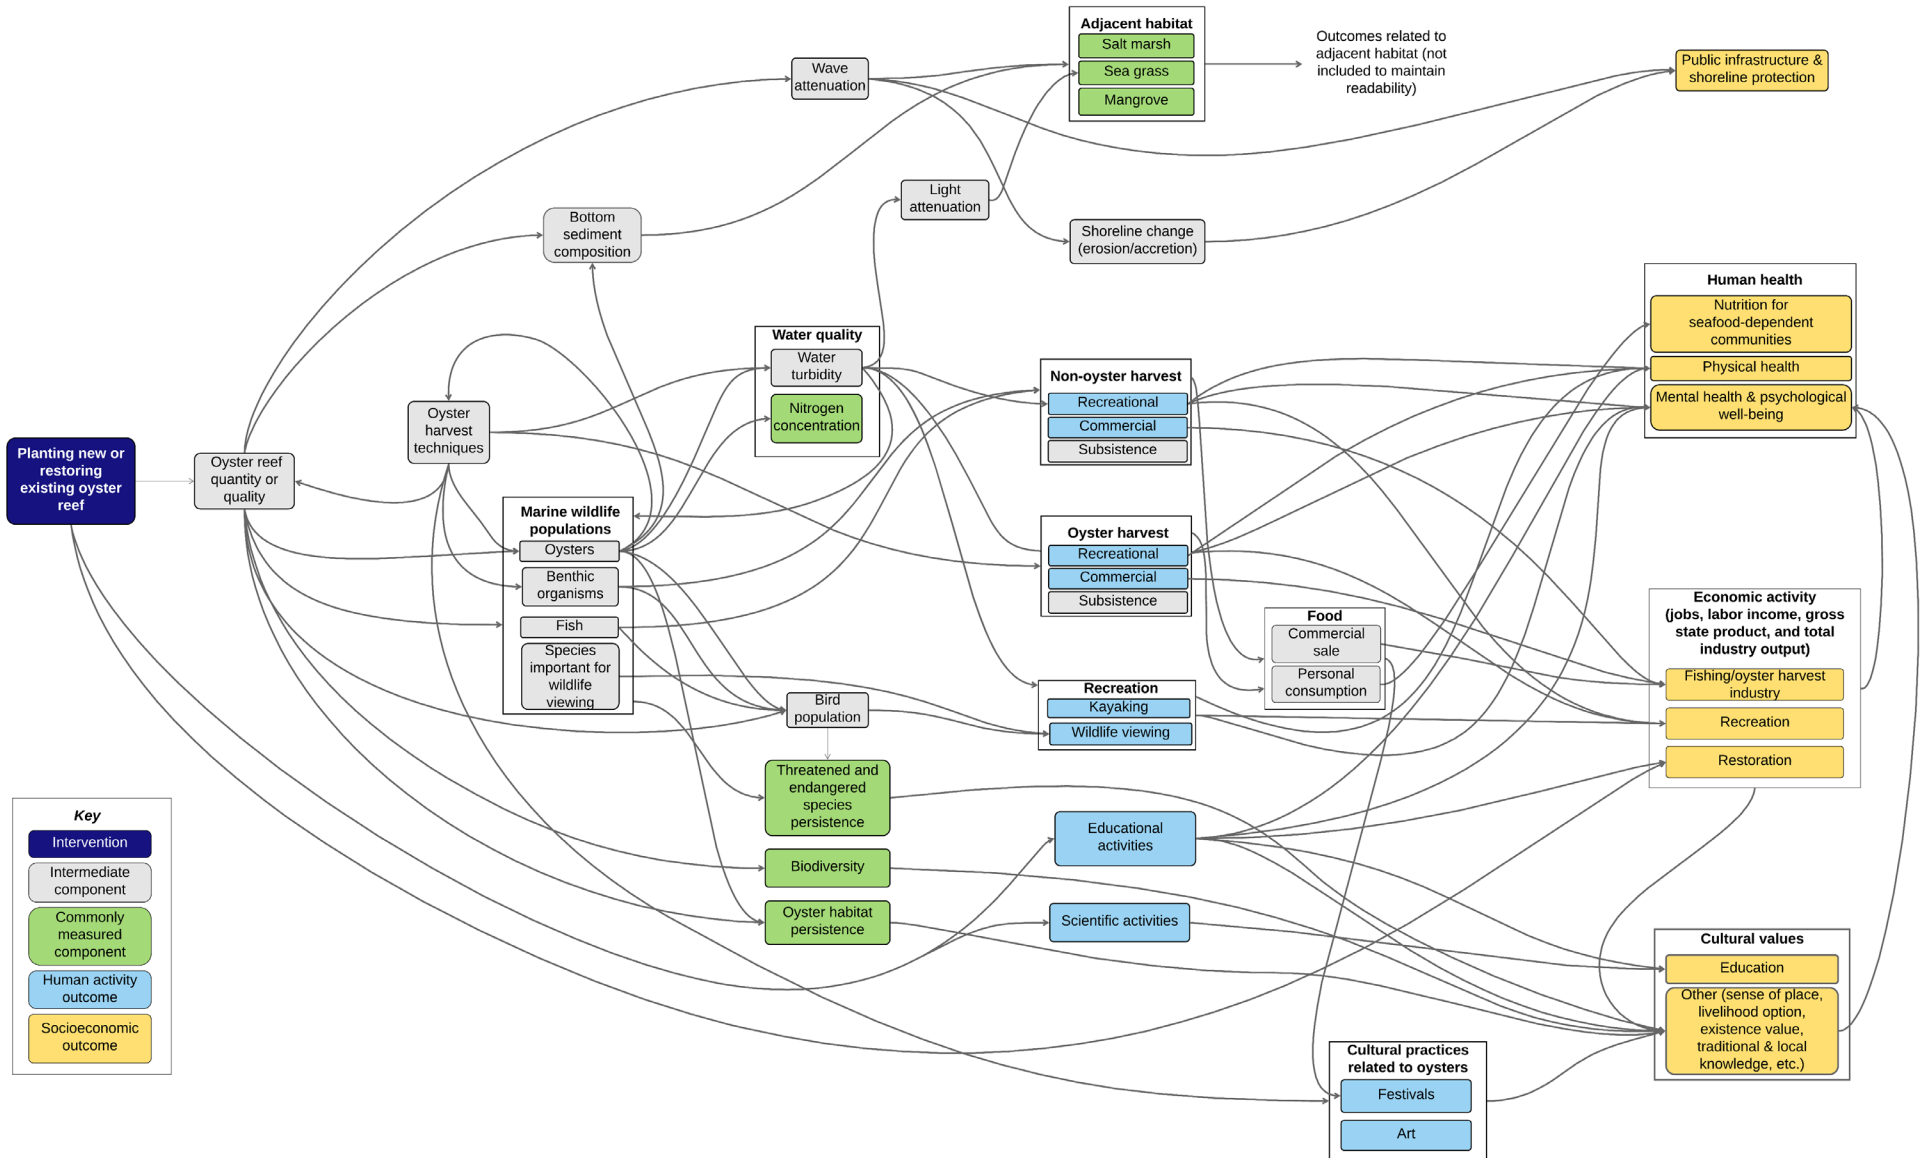 Adjacent habitat
Salt marsh
Sea grass
Mangrove
Outcomes related to
adjacent habitat (not
included to maintain
readability)
Public infrastructure &
shoreline protection
Wave
attenuation
Light
attenuation
Bottom
sediment
composition
Shoreline change
(erosion/accretion)
Human health
Nutrition for
seafood-dependent
communities
Physical health
Mental health & psychological
well-being
Water quality
Water
turbidity
Nitrogen
concentration
Non-oyster harvest
Recreational
Commercial
Subsistence
Oyster
harvest
techniques
Planting new or
restoring
existing oyster
reef
Oyster reef
quantity or
quality
Marine wildlife
populations
Oysters
Benthic
organisms
Fish
Species
important for
wildlife
viewing
Oyster harvest
Recreational
Commercial
Subsistence
Food
Commercial
sale
Personal
consumption
Economic activity
(jobs, labor income, gross
state product, and total
industry output)
Fishing/oyster harvest
industry
Recreation
Restoration
Bird
population
Recreation
Kayaking
Wildlife viewing
Threatened and
endangered
species
persistence
Biodiversity
Oyster habitat
persistence
Educational
activities
Scientific activities
Cultural values
Education
Other (sense of place,
livelihood option,
existence value,
traditional & local
knowledge, etc.)
Cultural practices
related to oysters
Festivals
Art
Key
Intervention
Intermediate
component
Commonly
measured
component
Human activity
outcome
Socioeconomic
outcome